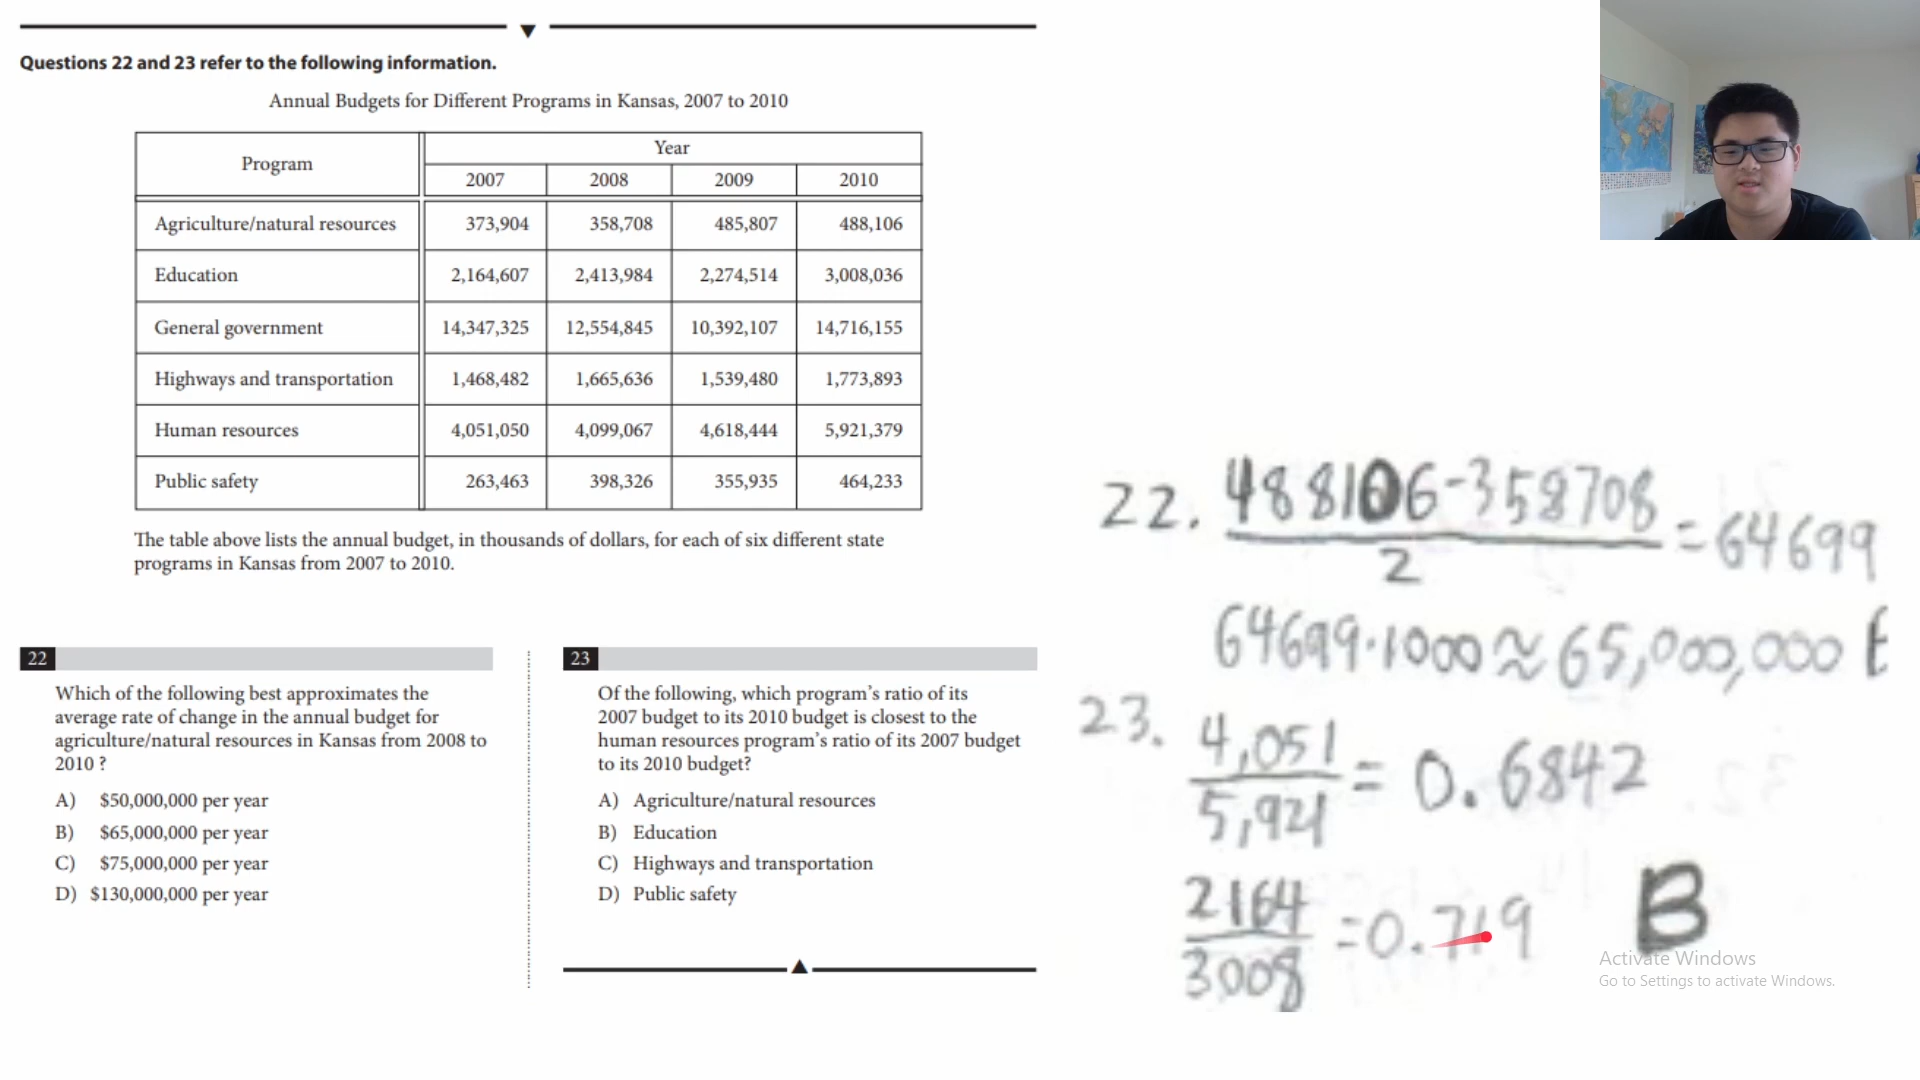 Questions 22 and 23 refer to the following information.
Annual Budgets for Different Programs in Kansas, 2007 to 2010
Program
Year
2007 2008 2009 2010
Agriculture/natural resources 373,904 358,708 485,807 488,106
Education 2,164,607 2,413,984 2,274,514 3,008,036
General government 14,347,325 12,554,845 10,392,107 14,716,155
Highways and transportation 1,468,482 1,665,636 1,539,480 1,773,893
Human resources 4,051,050 4,099,067 4,618,444 5,921,379
Public safety 263,463 398,326 355,935 464,233
The table above lists the annual budget, in thousands of dollars, for each of six different state
programs in Kansas from 2007 to 2010.
22
Which of the following best approximates the
average rate of change in the annual budget for
agriculture/natural resources in Kansas from 2008 to
2010 ?
A) $50,000,000 per year
B) $65,000,000 per year
C) $75,000,000 per year
D) $130,000,000 per year
23
Of the following, which program's ratio of its
2007 budget to its 2010 budget is closest to the
human resources program's ratio of its 2007 budget
to its 2010 budget?
A) Agriculture/natural resources
B) Education
C) Highways and transportation
D) Public safety
22. 488106-358708
2
=64699
64699·1000≈65,000,000
23. 4,051
5,921
= 0.6842
2164
3008
=0.719
B
Activate Windows
Go to Settings to activate Windows.